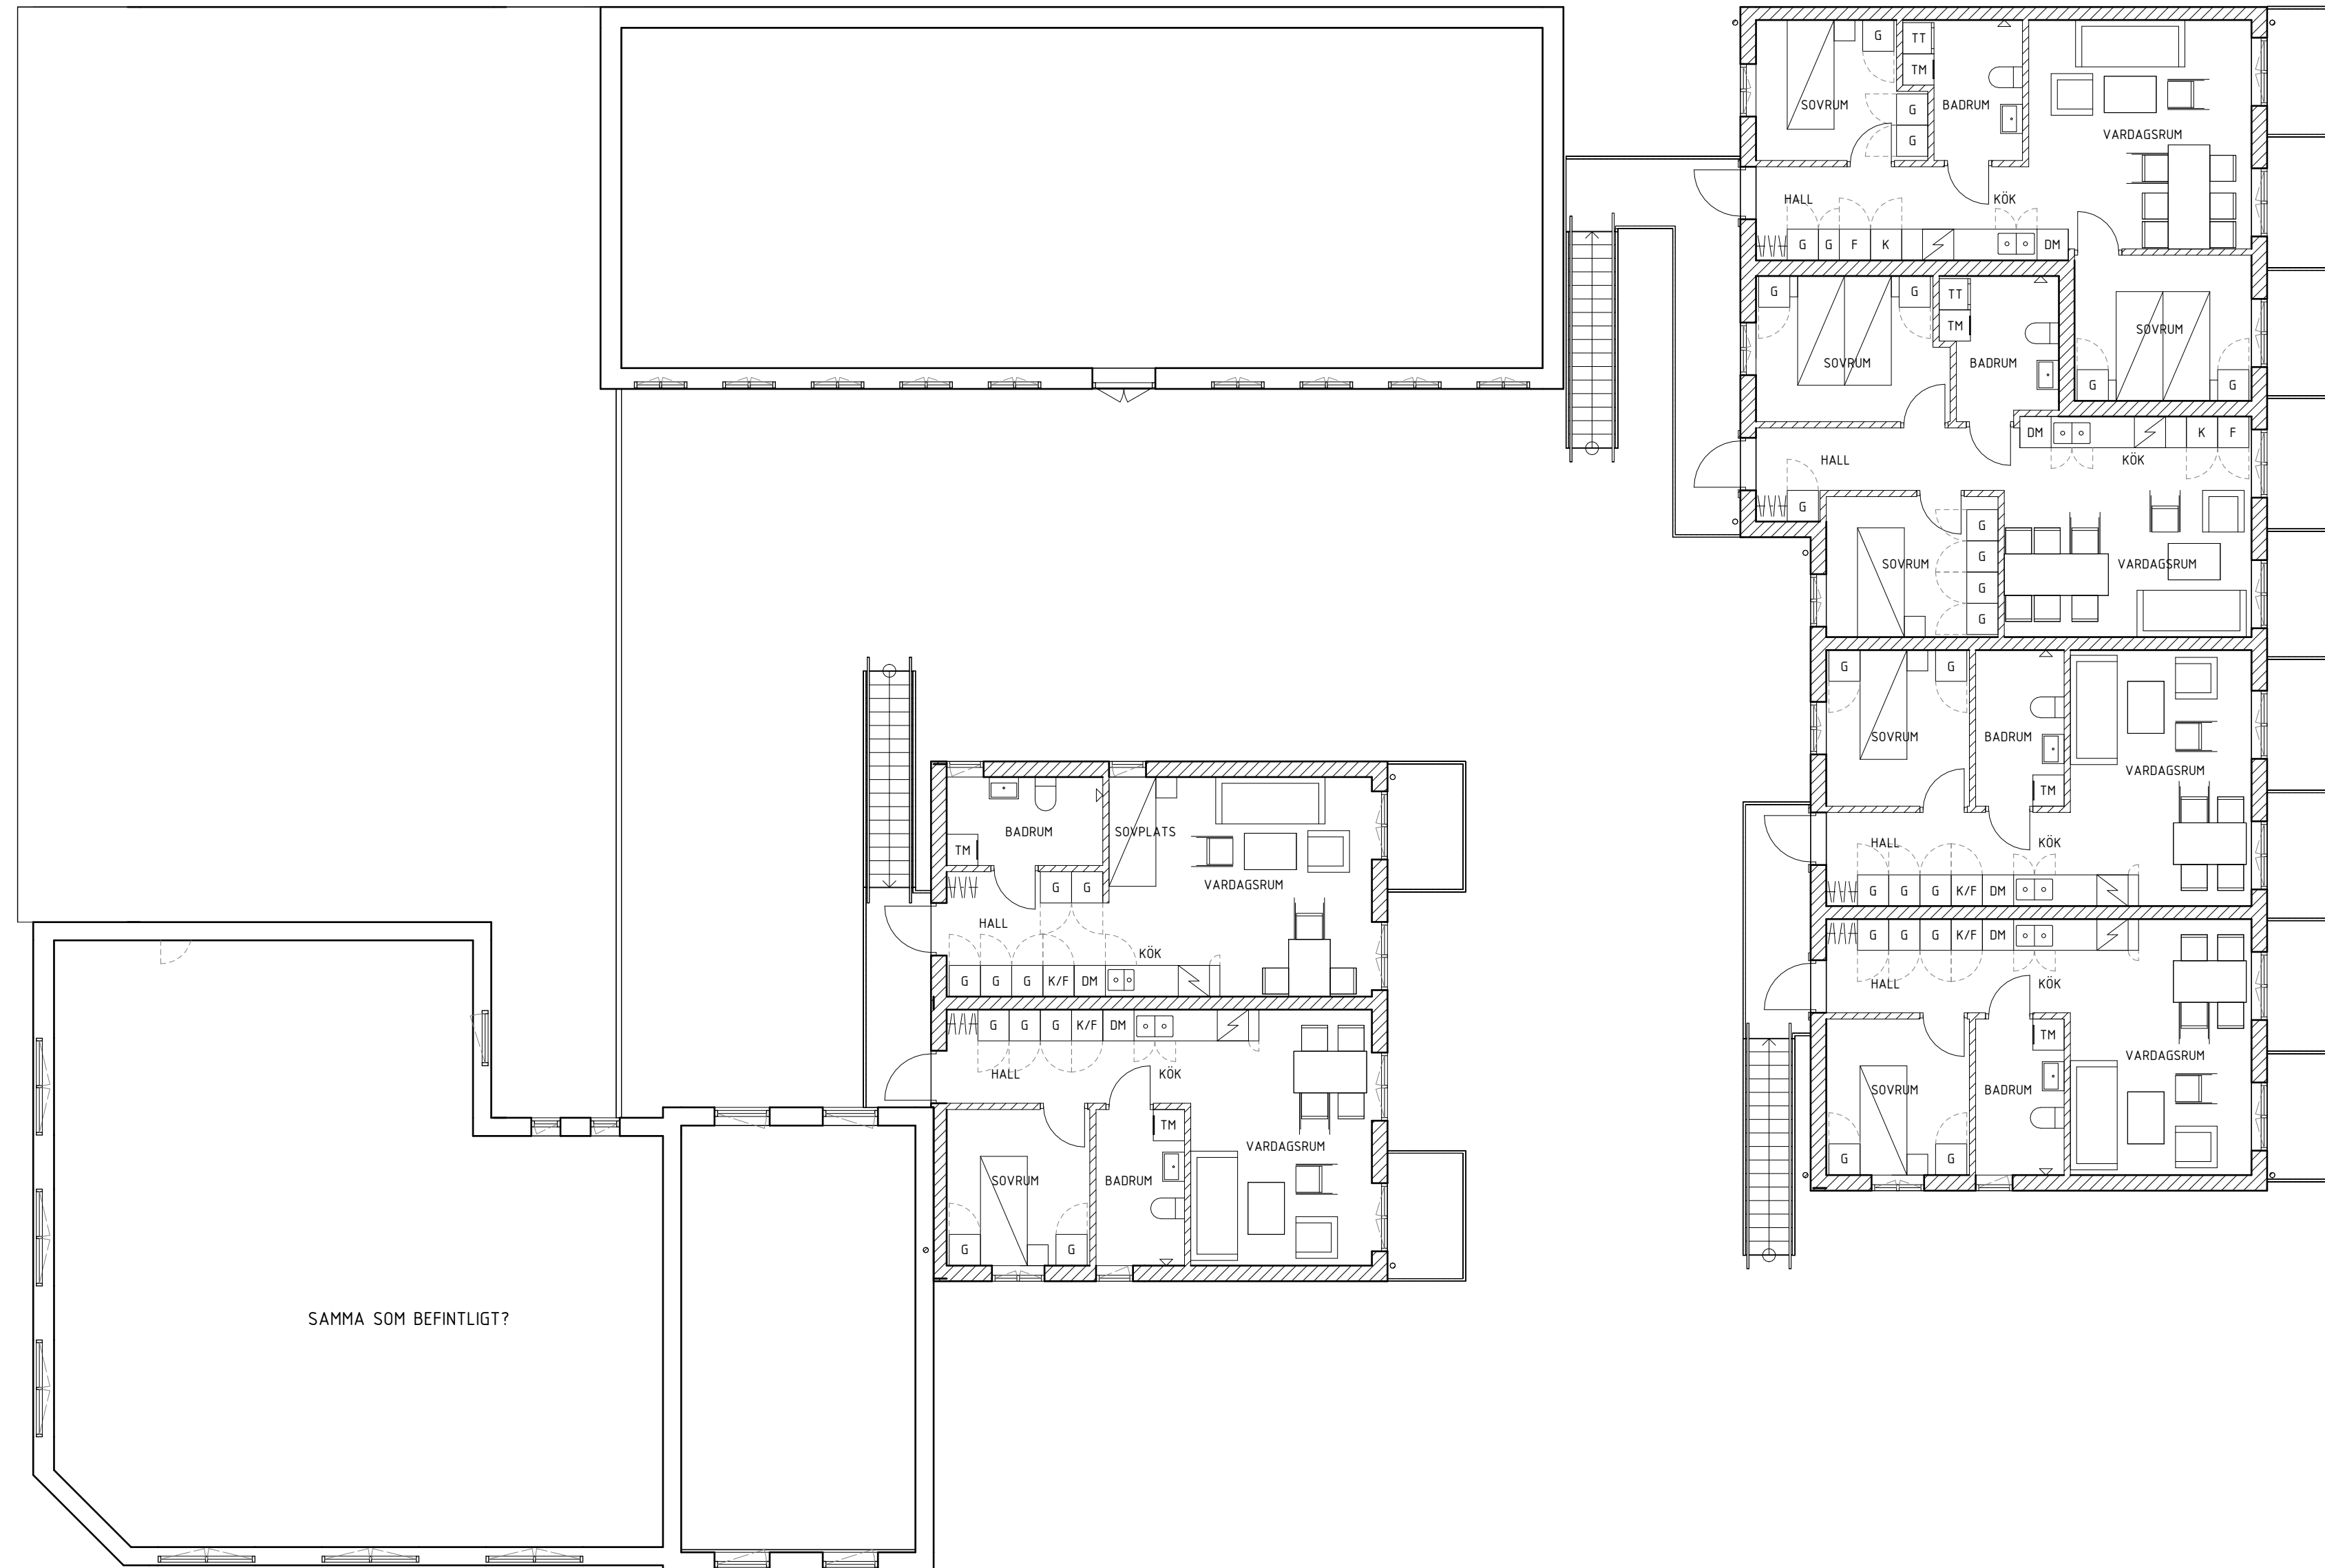 G
TT
TM
SOVRUM
BADRUM
G
G
VARDAGSRUM
HALL
KÖK
G G F K DM
G G
TT
TM
SOVRUM
BADRUM
SOVRUM
G G
DM K F
HALL
KÖK
G
G
G
G
G
SOVRUM
VARDAGSRUM
G G
SOVRUM
BADRUM
VARDAGSRUM
TM
HALL
KÖK
G G G K/F DM
G G G K/F DM
HALL
KÖK
TM
VARDAGSRUM
SOVRUM
BADRUM
G G
BADRUM
SOVPLATS
TM
VARDAGSRUM
G G
HALL
KÖK
G G G K/F DM
G G G K/F DM
HALL
KÖK
TM
VARDAGSRUM
SOVRUM
BADRUM
G G
SAMMA SOM BEFINTLIGT?